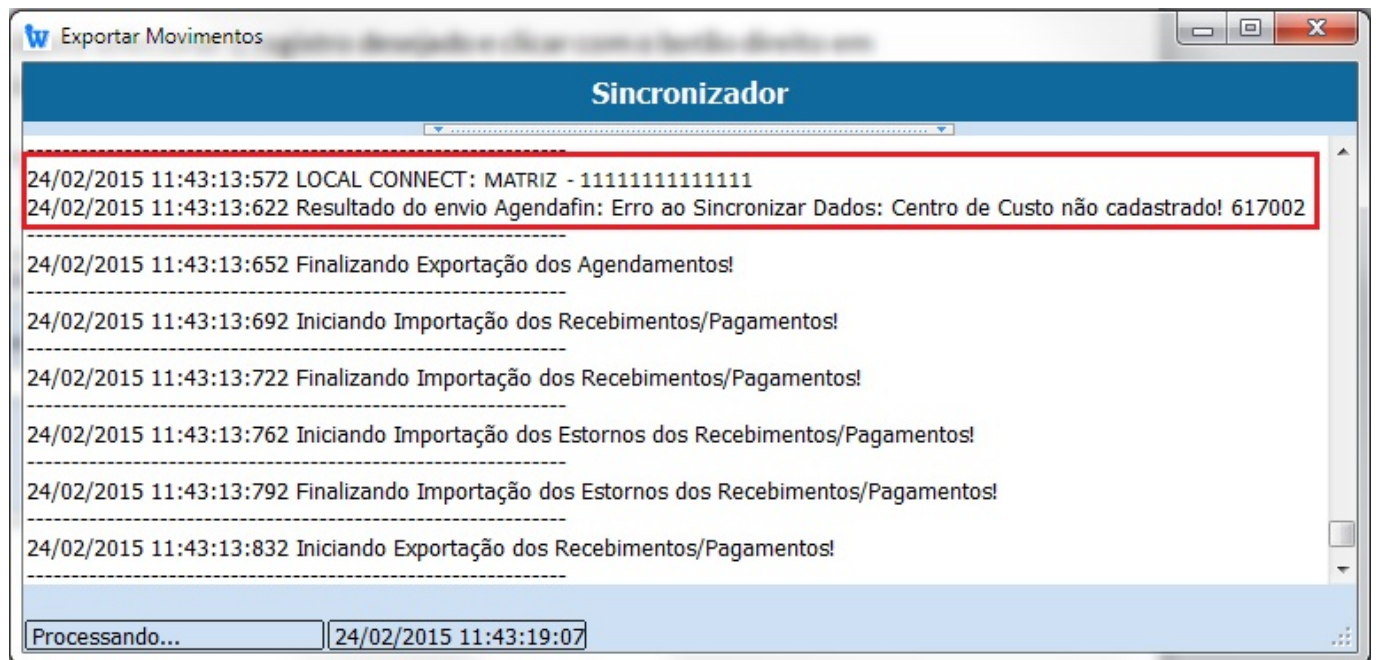 Exportar Movimentos
Sincronizador
------------------------------------------------------------
24/02/2015 11:43:13:572 LOCAL CONNECT: MATRIZ - 11111111111111
24/02/2015 11:43:13:622 Resultado do envio Agendafin: Erro ao Sincronizar Dados: Centro de Custo não cadastrado! 617002
------------------------------------------------------------
24/02/2015 11:43:13:652 Finalizando Exportação dos Agendamentos!
------------------------------------------------------------
24/02/2015 11:43:13:692 Iniciando Importação dos Recebimentos/Pagamentos!
------------------------------------------------------------
24/02/2015 11:43:13:722 Finalizando Importação dos Recebimentos/Pagamentos!
------------------------------------------------------------
24/02/2015 11:43:13:762 Iniciando Importação dos Estornos dos Recebimentos/Pagamentos!
------------------------------------------------------------
24/02/2015 11:43:13:792 Finalizando Importação dos Estornos dos Recebimentos/Pagamentos!
------------------------------------------------------------
24/02/2015 11:43:13:832 Iniciando Exportação dos Recebimentos/Pagamentos!
------------------------------------------------------------
Processando... 24/02/2015 11:43:19:07